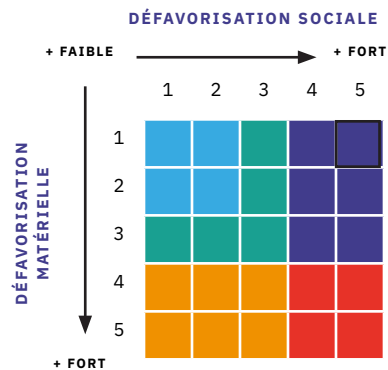 DÉFAVORISATION SOCIALE
+ FAIBLE
+ FORT
1 2 3 4 5
DÉFAVORISATION
MATÉRIELLE
1
2
3
4
5
+ FORT